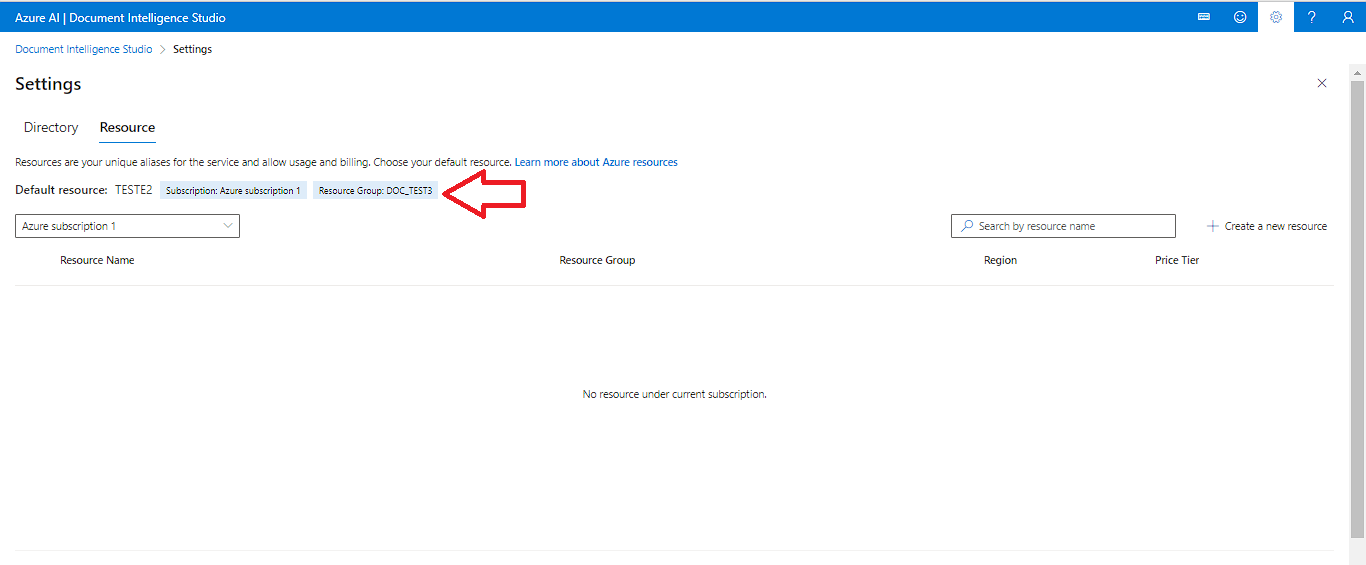 Azure AI | Document Intelligence Studio
Document Intelligence Studio > Settings
Settings
Directory Resource
Resources are your unique aliases for the service and allow usage and billing. Choose your default resource. Learn more about Azure resources
Default resource: TESTE2 Subscription: Azure subscription 1 Resource Group: DOC_TEST3
Azure subscription 1 Search by resource name + Create a new resource
Resource Name Resource Group Region Price Tier
No resource under current subscription.